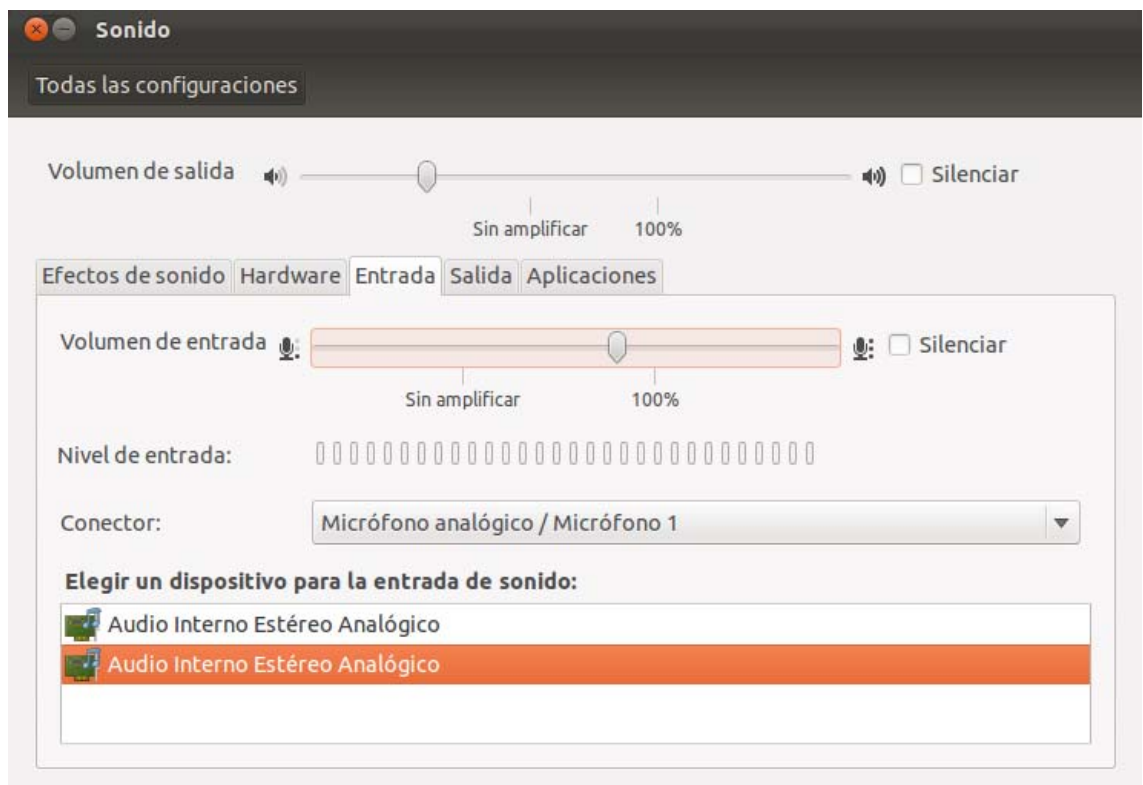 Sonido
Todas las configuraciones
Volumen de salida Silenciar
Sin amplificar 100%
Efectos de sonido Hardware Entrada Salida Aplicaciones
Volumen de entrada Silenciar
Sin amplificar 100%
Nivel de entrada:
Conector: Micrófono analógico / Micrófono 1
Elegir un dispositivo para la entrada de sonido:
Audio Interno Estéreo Analógico
Audio Interno Estéreo Analógico